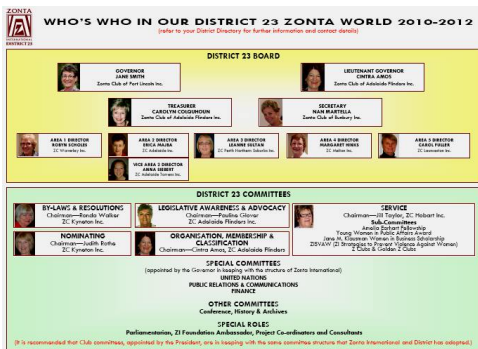 ZONTA
INTERNATIONAL
DISTRICT 23
WHO'S WHO IN OUR DISTRICT 23 ZONTA WORLD 2010-2012
(refer to your District Directory for further information and contact details)
DISTRICT 23 BOARD
GOVERNOR
JANE SMITH
Zonta Club of Port Lincoln Inc.
LIEUTENANT GOVERNOR
CINTRA AMOS
Zonta Club of Adelaide Flinders Inc.
TREASURER
CAROLYN COLQUHOUN
Zonta Club of Adelaide Flinders Inc.
SECRETARY
NAN MARTELLA
Zonta Club of Bunbury Inc.
AREA 1 DIRECTOR
ROBYN SCHOLES
ZC Waverley Inc.
AREA 2 DIRECTOR
ERICA MAJBA
ZC Adelaide Inc.
AREA 3 DIRECTOR
LEANNE SULTAN
ZC Perth Northern Suburbs Inc.
AREA 4 DIRECTOR
MARGARET HINKS
ZC Melton Inc.
AREA 5 DIRECTOR
CAROL FULLER
ZC Launceston Inc.
VICE AREA 2 DIRECTOR
ANNA SIEBERT
ZC Adelaide Torrens Inc.
DISTRICT 23 COMMITTEES
BY-LAWS & RESOLUTIONS
Chairman—Ronda Walker
ZC Kyneton Inc.
LEGISLATIVE AWARENESS & ADVOCACY
Chairman—Pauline Glover
ZC Adelaide Flinders Inc.
SERVICE
Chairman—Jill Taylor, ZC Hobart Inc.
Sub-Committees
Amelia Earhart Fellowship
Young Women in Public Affairs Award
Jane M. Klausman Women in Business Scholarship
ZISVAW (ZI Strategies to Prevent Violence Against Women)
Z Clubs & Golden Z Clubs
NOMINATING
Chairman—Judith Rothe
ZC Kyneton Inc.
ORGANISATION, MEMBERSHIP &
CLASSIFICATION
Chairman—Cintra Amos, ZC Adelaide Flinders
SPECIAL COMMITTEES
(appointed by the Governor in keeping with the structure of Zonta International)
UNITED NATIONS
PUBLIC RELATIONS & COMMUNICATIONS
FINANCE
OTHER COMMITTEES
Conference, History & Archives
SPECIAL ROLES
Parliamentarian, ZI Foundation Ambassador, Project Co-ordinators and Consultants
(It is recommended that Club committees, appointed by the President, are in keeping with the same committee structure that Zonta International and District has adopted.)